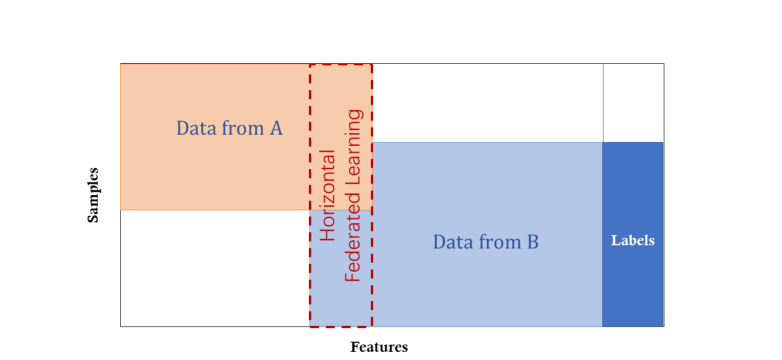 Data from A
Horizontal
Federated Learning
Samples
Data from B
Labels
Features